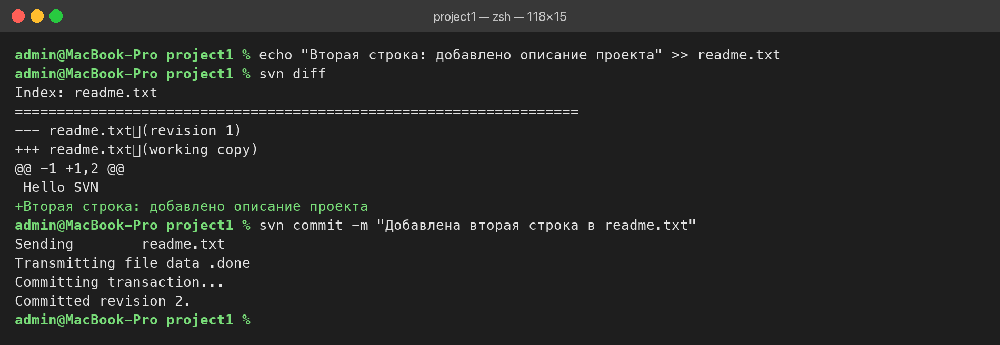 project1 — zsh — 118×15
admin@MacBook-Pro project1 % echo "Вторая строка: добавлено описание проекта" >> readme.txt
admin@MacBook-Pro project1 % svn diff
Index: readme.txt
===================================================================
--- readme.txt▯(revision 1)
+++ readme.txt▯(working copy)
@@ -1 +1,2 @@
 Hello SVN
+Вторая строка: добавлено описание проекта
admin@MacBook-Pro project1 % svn commit -m "Добавлена вторая строка в readme.txt"
Sending        readme.txt
Transmitting file data .done
Committing transaction...
Committed revision 2.
admin@MacBook-Pro project1 %